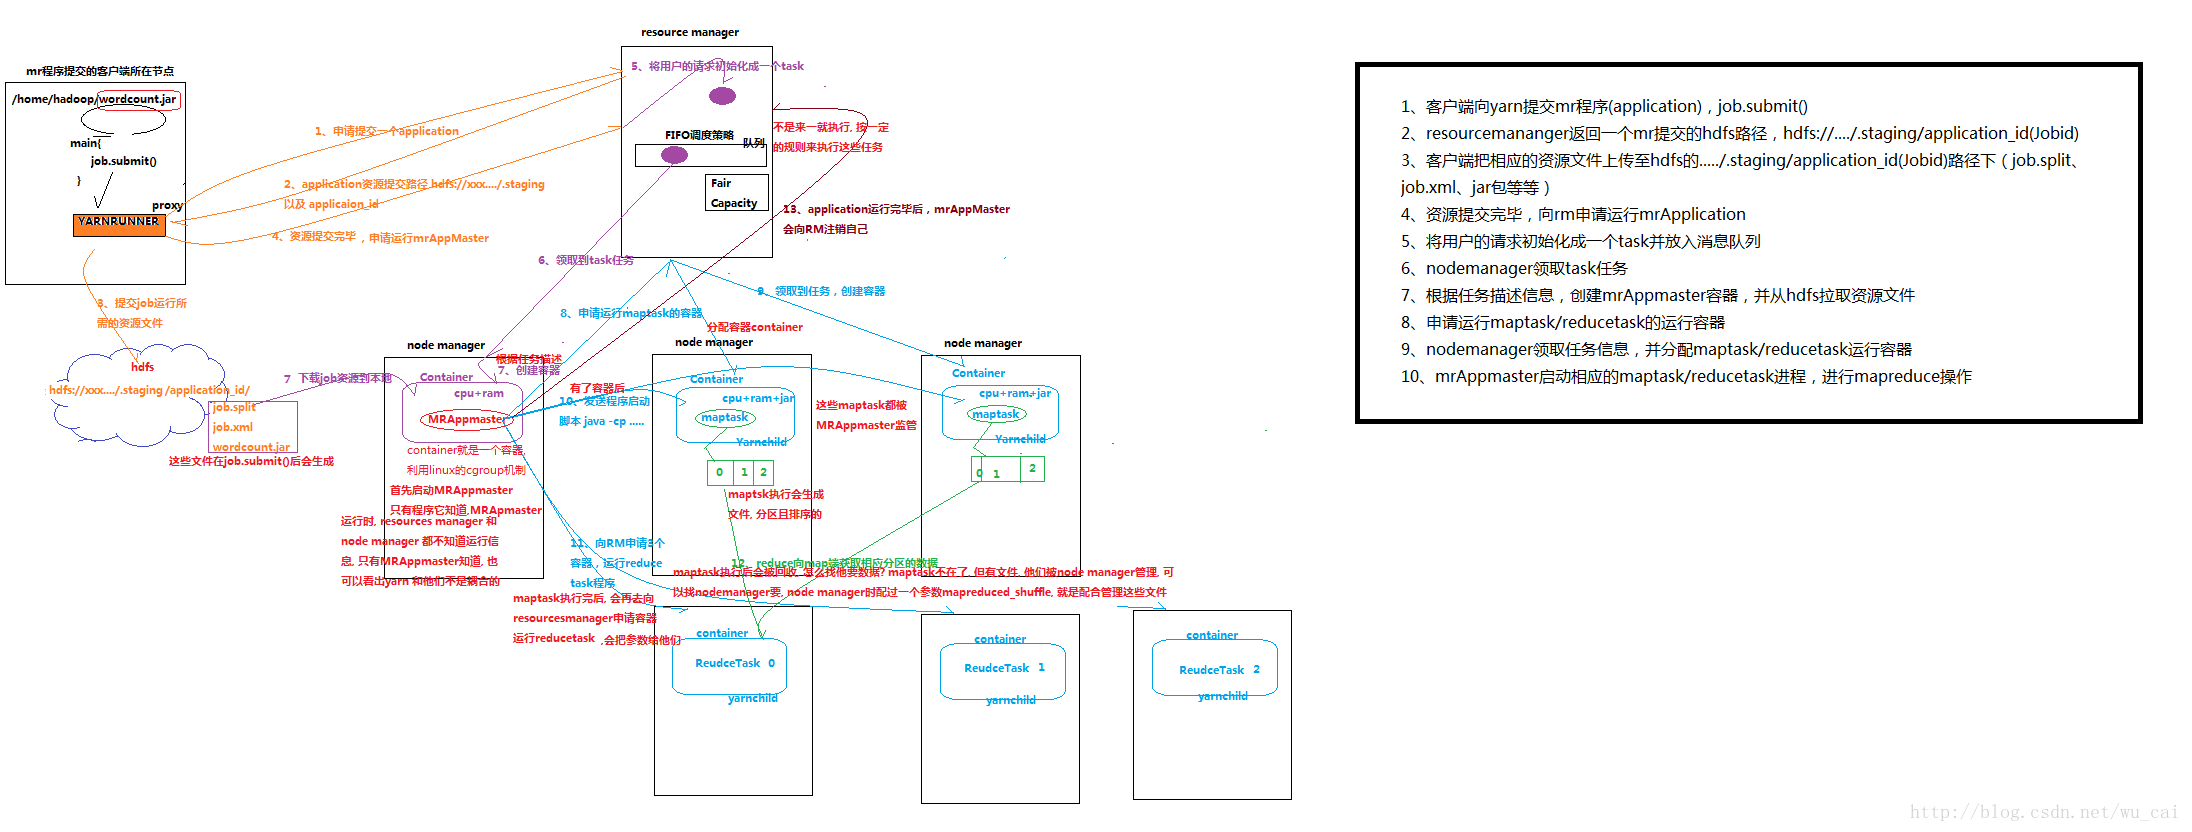 resource manager
mr程序提交的客户端所在节点
/home/hadoop/wordcount.jar
main{
job.submit()
}
proxy
YARNRUNNER
1、申请提交一个application
2、application资源提交路径 hdfs://xxx..../.staging
以及 applicaion_id
4、资源提交完毕，申请运行mrAppMaster
3、提交job运行所
需的资源文件
hdfs
hdfs://xxx..../.staging /application_id/
job.split
job.xml
wordcount.jar
这些文件在job.submit()后会生成
5、将用户的请求初始化成一个task
FIFO调度策略
队列
Fair
Capacity
不是来一就执行, 按一定
的规则来执行这些任务
13、application运行完毕后，mrAppMaster
会向RM注销自己
6、领取到task任务
8、申请运行maptask的容器
9、领取到任务，创建容器
分配容器container
7 下载job资源到本地
node manager
根据任务描述
7、创建容器
Container
cpu+ram
MRAppmaster
container就是一个容器,
利用linux的cgroup机制
首先启动MRAppmaster
只有程序它知道,MRApmaster
运行时, resources manager 和
node manager 都不知道运行信
息, 只有MRAppmaster知道, 也
可以看出yarn 和他们不是耦合的
有了容器后
10、发送程序启动
脚本 java -cp .....
node manager
Container
cpu+ram+jar
maptask
Yarnchild
0 1 2
maptsk执行会生成
文件, 分区且排序的
这些maptask都被
MRAppmaster监管
node manager
Container
cpu+ram+jar
maptask
Yarnchild
0 1 2
11、向RM申请3个
容器，运行reduce
task程序
12、reduce向map端获取相应分区的数据
maptask执行后会被回收, 怎么找他要数据? maptask不在了, 但有文件, 他们被node manager管理, 可
以找nodemanager要, node manager时配过一个参数mapreduced_shuffle, 就是配合管理这些文件
maptask执行完后, 会再去向
resourcesmanager申请容器
运行reducetask ,会把参数给他们
container
ReudceTask 0
yarnchild
container
ReudceTask 1
yarnchild
container
ReudceTask 2
yarnchild
1、客户端向yarn提交mr程序(application)，job.submit()
2、resourcemananger返回一个mr提交的hdfs路径，hdfs://..../.staging/application_id(Jobid)
3、客户端把相应的资源文件上传至hdfs的...../.staging/application_id(Jobid)路径下（job.split、
job.xml、jar包等等）
4、资源提交完毕，向rm申请运行mrApplication
5、将用户的请求初始化成一个task并放入消息队列
6、nodemanager领取task任务
7、根据任务描述信息，创建mrAppmaster容器，并从hdfs拉取资源文件
8、申请运行maptask/reducetask的运行容器
9、nodemanager领取任务信息，并分配maptask/reducetask运行容器
10、mrAppmaster启动相应的maptask/reducetask进程，进行mapreduce操作
http://blog.csdn.net/wu_cai